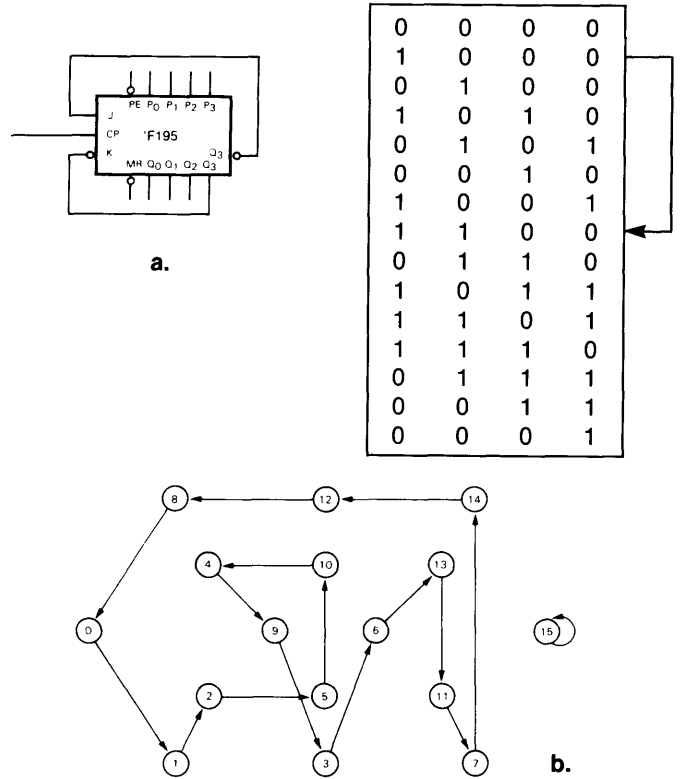 PE P0 P1 P2 P3
J
CP 'F195
K Q3
MR Q0 Q1 Q2 Q3
a.
0 0 0 0
1 0 0 0
0 1 0 0
1 0 1 0
0 1 0 1
0 0 1 0
1 0 0 1
1 1 0 0
0 1 1 0
1 0 1 1
1 1 0 1
1 1 1 0
0 1 1 1
0 0 1 1
0 0 0 1
8 12 14
4 10 13
0 9 6 15
2 5 11
1 3 7
b.